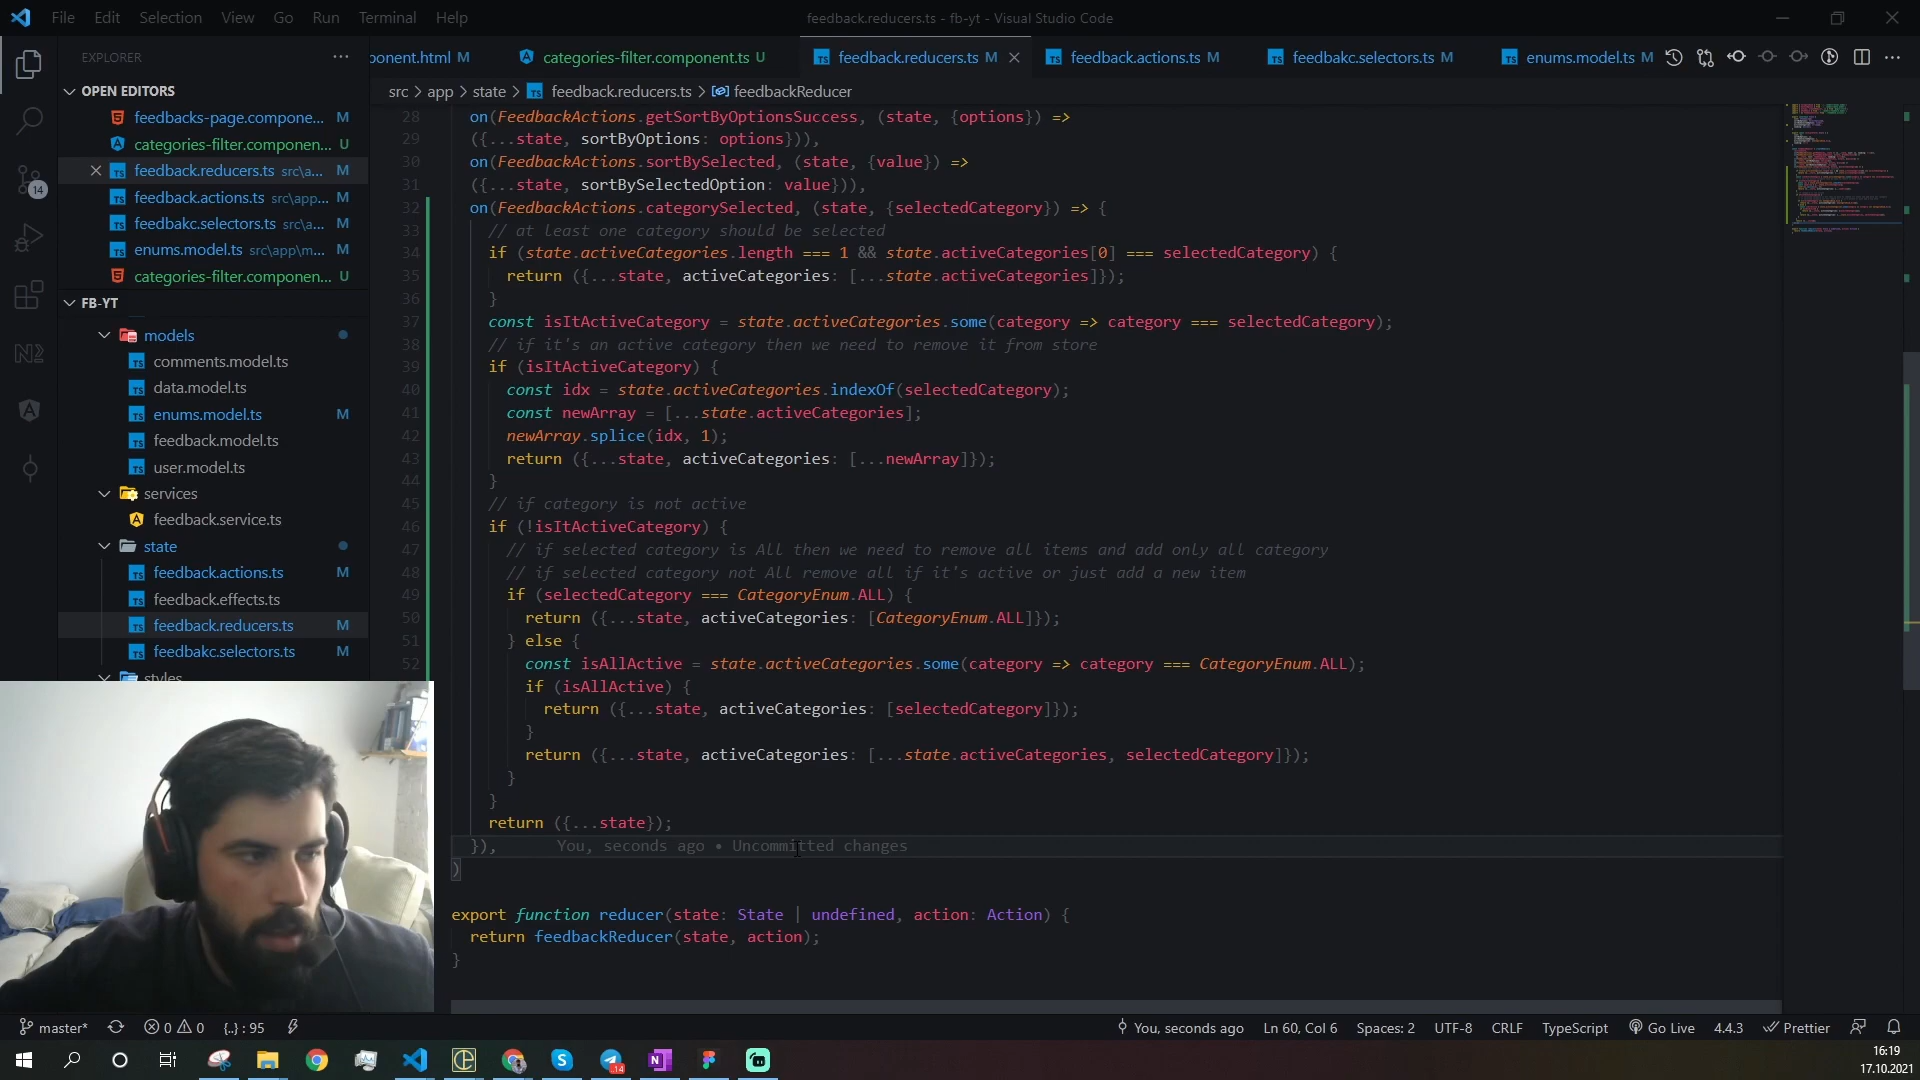 File Edit Selection View Go Run Terminal Help
feedback.reducers.ts - fb-yt - Visual Studio Code
EXPLORER
ponent.html M
categories-filter.component.ts U
feedback.reducers.ts M
feedback.actions.ts M
feedbakc.selectors.ts M
enums.model.ts M
src > app > state > TS feedback.reducers.ts > feedbackReducer
OPEN EDITORS
feedbacks-page.compone... M
categories-filter.componen... U
feedback.reducers.ts src\a... M
feedback.actions.ts src\app... M
feedbakc.selectors.ts src\a... M
enums.model.ts src\app\m... M
categories-filter.componen... U
14
FB-YT
models
comments.model.ts
data.model.ts
enums.model.ts M
feedback.model.ts
user.model.ts
services
feedback.service.ts
state
feedback.actions.ts M
feedback.effects.ts
feedback.reducers.ts M
feedbakc.selectors.ts M
styles
28 on(FeedbackActions.getSortByOptionsSuccess, (state, {options}) =>
29 ({...state, sortByOptions: options})),
30 on(FeedbackActions.sortBySelected, (state, {value}) =>
31 ({...state, sortBySelectedOption: value})),
32 on(FeedbackActions.categorySelected, (state, {selectedCategory}) => {
33 // at least one category should be selected
34 if (state.activeCategories.length === 1 && state.activeCategories[0] === selectedCategory) {
35 return ({...state, activeCategories: [...state.activeCategories]});
36 }
37 const isItActiveCategory = state.activeCategories.some(category => category === selectedCategory);
38 // if it's an active category then we need to remove it from store
39 if (isItActiveCategory) {
40 const idx = state.activeCategories.indexOf(selectedCategory);
41 const newArray = [...state.activeCategories];
42 newArray.splice(idx, 1);
43 return ({...state, activeCategories: [...newArray]});
44 }
45 // if category is not active
46 if (!isItActiveCategory) {
47 // if selected category is All then we need to remove all items and add only all category
48 // if selected category not All remove all if it's active or just add a new item
49 if (selectedCategory === CategoryEnum.ALL) {
50 return ({...state, activeCategories: [CategoryEnum.ALL]});
51 } else {
52 const isAllActive = state.activeCategories.some(category => category === CategoryEnum.ALL);
if (isAllActive) {
return ({...state, activeCategories: [selectedCategory]});
}
return ({...state, activeCategories: [...state.activeCategories, selectedCategory]});
}
}
return ({...state});
}), You, seconds ago • Uncommitted changes
)
export function reducer(state: State | undefined, action: Action) {
return feedbackReducer(state, action);
}
master* 0 0 {..} : 95
You, seconds ago Ln 60, Col 6 Spaces: 2 UTF-8 CRLF TypeScript Go Live 4.4.3 Prettier
14
16:19
17.10.2021